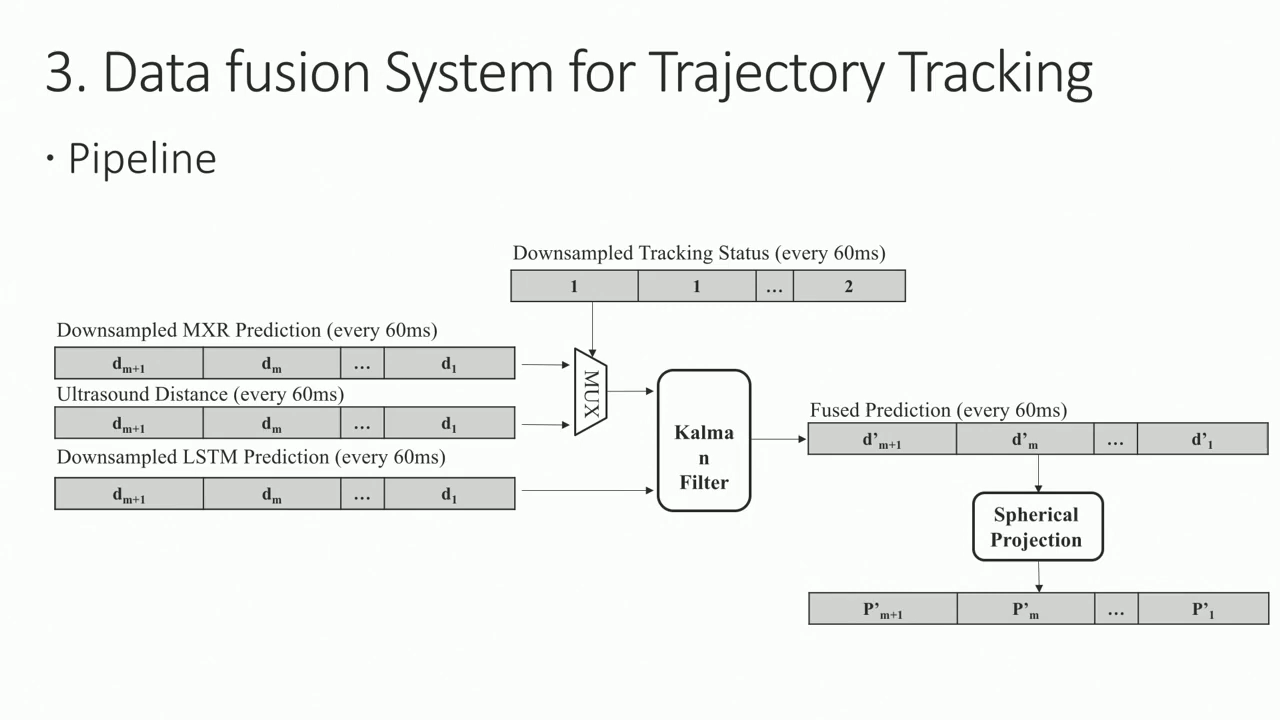 3. Data fusion System for Trajectory Tracking
· Pipeline
Downsampled Tracking Status (every 60ms)
1 1 ... 2
Downsampled MXR Prediction (every 60ms)
dm+1 dm ... d1
Ultrasound Distance (every 60ms)
dm+1 dm ... d1
Downsampled LSTM Prediction (every 60ms)
dm+1 dm ... d1
MUX
Kalma
n
Filter
Fused Prediction (every 60ms)
d’m+1 d’m ... d’1
Spherical
Projection
P’m+1 P’m ... P’1